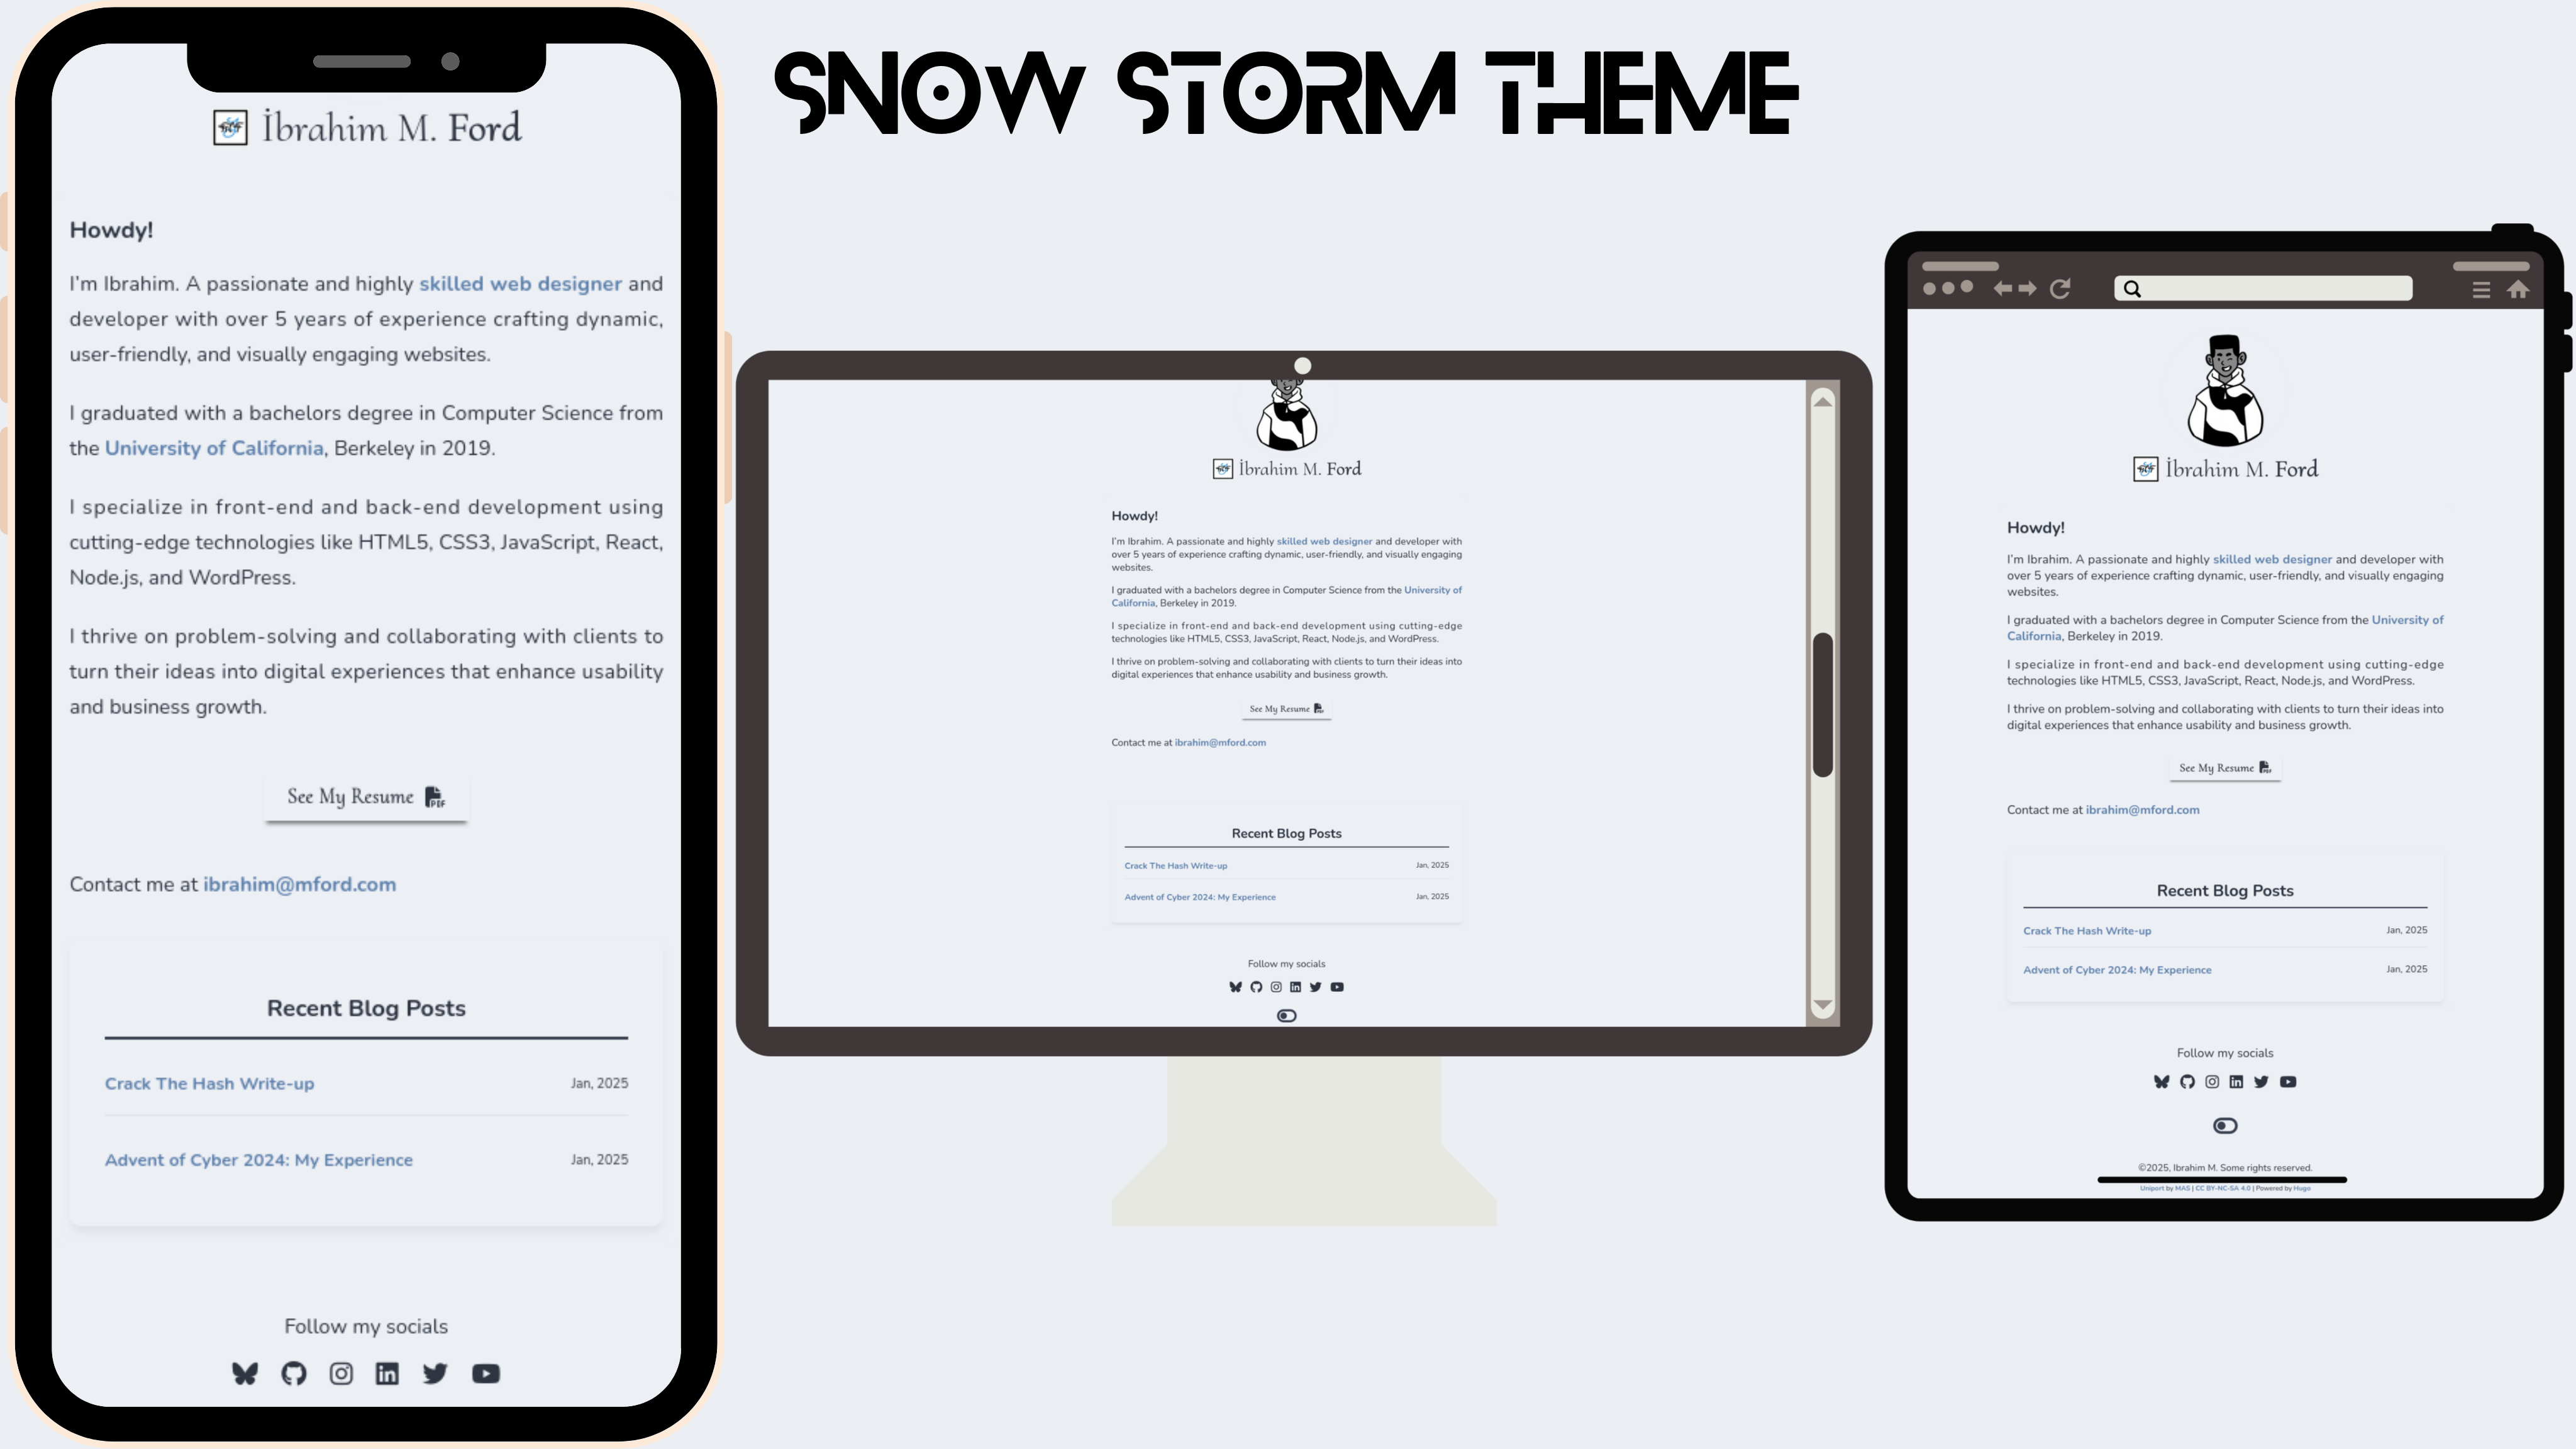 SNOW STORM THEME
İbrahim M. Ford
Howdy!
I'm Ibrahim. A passionate and highly skilled web designer and
developer with over 5 years of experience crafting dynamic,
user-friendly, and visually engaging websites.
I graduated with a bachelors degree in Computer Science from
the University of California, Berkeley in 2019.
I specialize in front-end and back-end development using
cutting-edge technologies like HTML5, CSS3, JavaScript, React,
Node.js, and WordPress.
I thrive on problem-solving and collaborating with clients to
turn their ideas into digital experiences that enhance usability
and business growth.
See My Resume PDF
Contact me at ibrahim@mford.com
Recent Blog Posts
Crack The Hash Write-up Jan, 2025
Advent of Cyber 2024: My Experience Jan, 2025
Follow my socials
İbrahim M. Ford
Howdy!
I'm Ibrahim. A passionate and highly skilled web designer and developer with
over 5 years of experience crafting dynamic, user-friendly, and visually engaging
websites.
I graduated with a bachelors degree in Computer Science from the University of
California, Berkeley in 2019.
I specialize in front-end and back-end development using cutting-edge
technologies like HTML5, CSS3, JavaScript, React, Node.js, and WordPress.
I thrive on problem-solving and collaborating with clients to turn their ideas into
digital experiences that enhance usability and business growth.
See My Resume
Contact me at ibrahim@mford.com
Recent Blog Posts
Crack The Hash Write-up Jan, 2025
Advent of Cyber 2024: My Experience Jan, 2025
Follow my socials
İbrahim M. Ford
Howdy!
I'm Ibrahim. A passionate and highly skilled web designer and developer with
over 5 years of experience crafting dynamic, user-friendly, and visually engaging
websites.
I graduated with a bachelors degree in Computer Science from the University of
California, Berkeley in 2019.
I specialize in front-end and back-end development using cutting-edge
technologies like HTML5, CSS3, JavaScript, React, Node.js, and WordPress.
I thrive on problem-solving and collaborating with clients to turn their ideas into
digital experiences that enhance usability and business growth.
See My Resume
Contact me at ibrahim@mford.com
Recent Blog Posts
Crack The Hash Write-up Jan, 2025
Advent of Cyber 2024: My Experience Jan, 2025
Follow my socials
©2025, Ibrahim M. Some rights reserved.
Uniport by MAS | CC BY-NC-SA 4.0 | Powered by Hugo